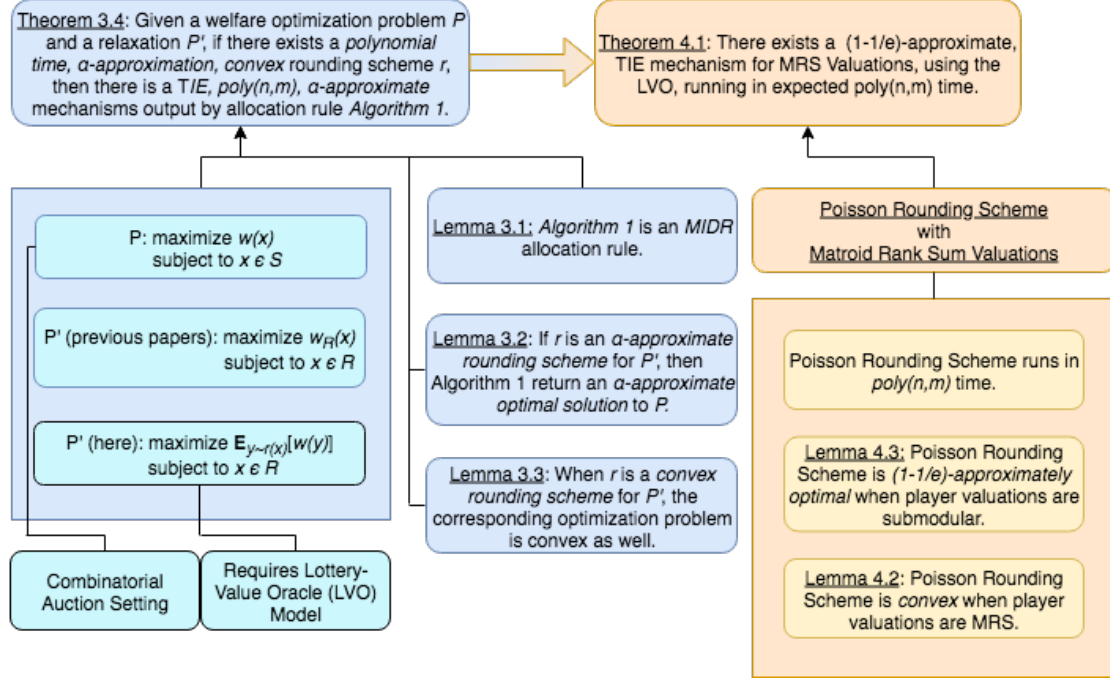 Theorem 3.4: Given a welfare optimization problem P
and a relaxation P', if there exists a polynomial
time, α-approximation, convex rounding scheme r,
then there is a TIE, poly(n,m), α-approximate
mechanisms output by allocation rule Algorithm 1.
Theorem 4.1: There exists a (1-1/e)-approximate,
TIE mechanism for MRS Valuations, using the
LVO, running in expected poly(n,m) time.
P: maximize w(x)
subject to x ϵ S
P' (previous papers): maximize w_R(x)
subject to x ϵ R
P' (here): maximize E_y~r(x)[w(y)]
subject to x ϵ R
Combinatorial
Auction Setting
Requires Lottery-
Value Oracle (LVO)
Model
Lemma 3.1: Algorithm 1 is an MIDR
allocation rule.
Lemma 3.2: If r is an α-approximate
rounding scheme for P', then
Algorithm 1 return an α-approximate
optimal solution to P.
Lemma 3.3: When r is a convex
rounding scheme for P', the
corresponding optimization problem
is convex as well.
Poisson Rounding Scheme
with
Matroid Rank Sum Valuations
Poisson Rounding Scheme runs in
poly(n,m) time.
Lemma 4.3: Poisson Rounding
Scheme is (1-1/e)-approximately
optimal when player valuations are
submodular.
Lemma 4.2: Poisson Rounding
Scheme is convex when player
valuations are MRS.